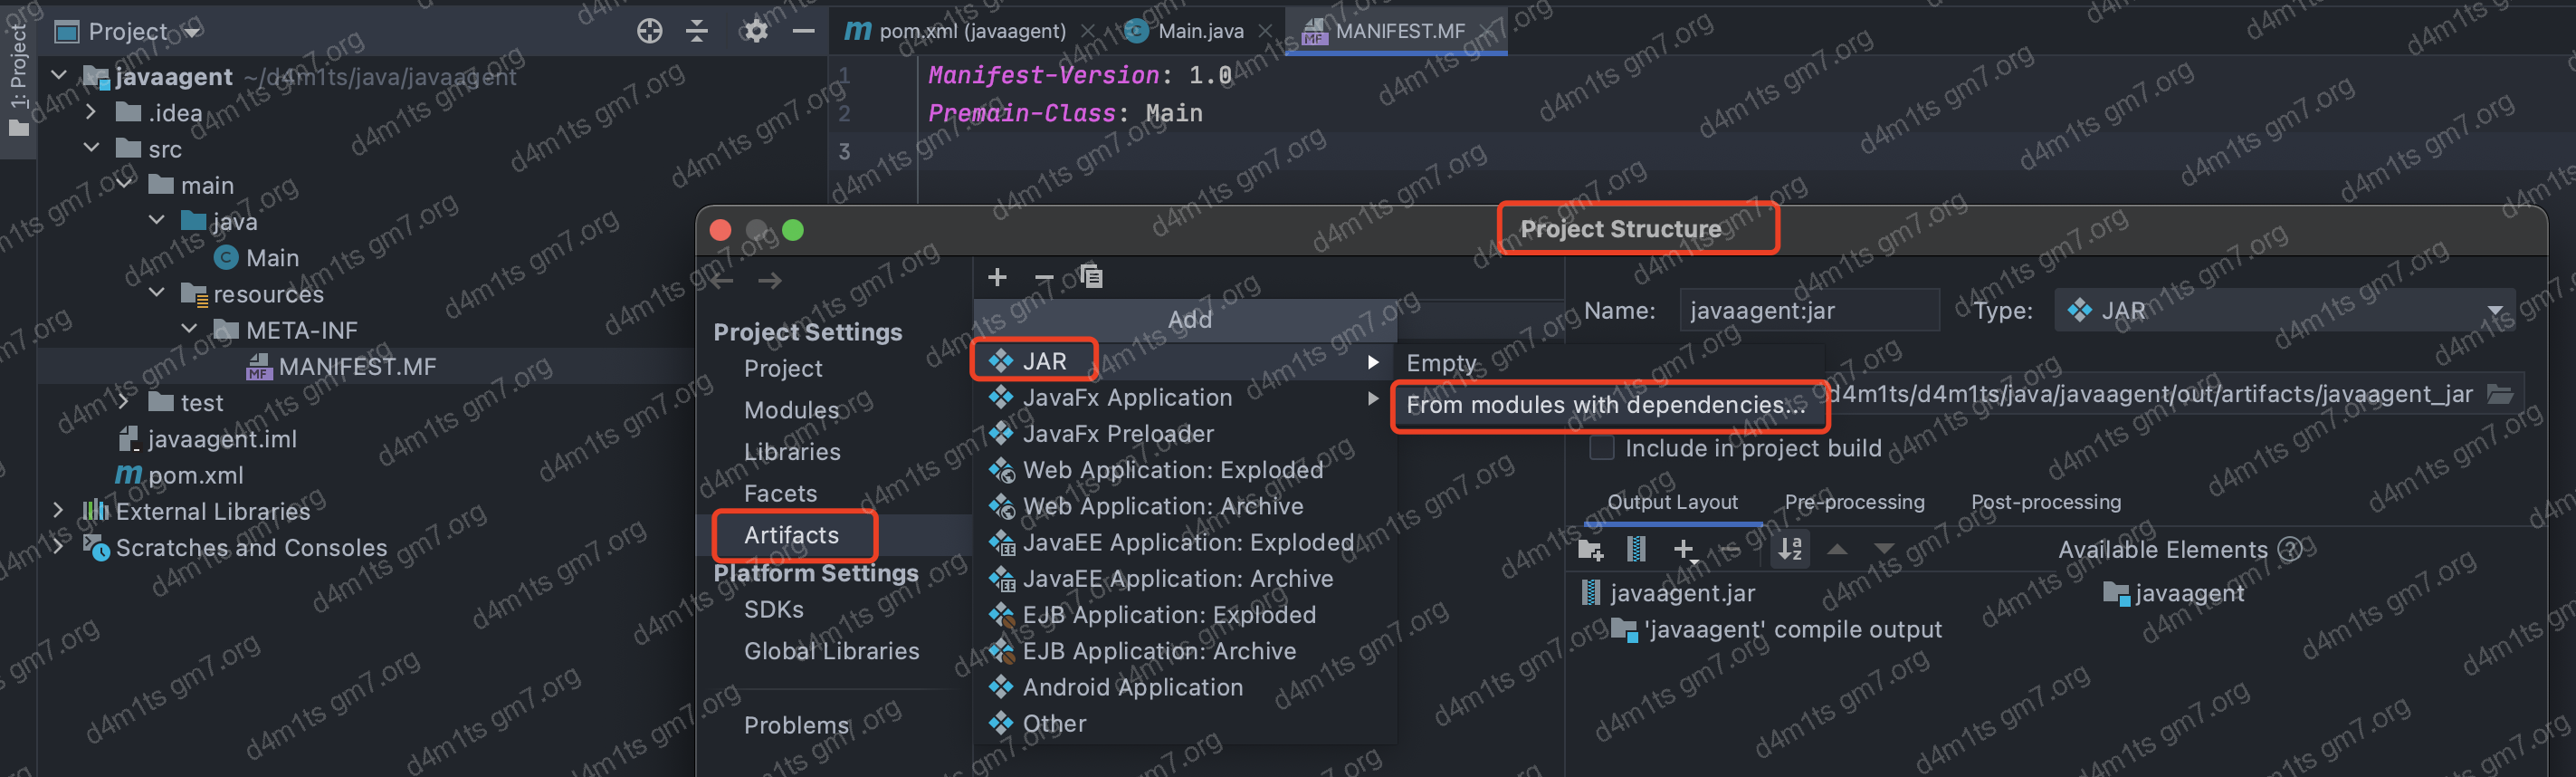 1: Project
Project
javaagent ~/d4m1ts/java/javaagent
.idea
src
main
java
Main
resources
META-INF
MANIFEST.MF
test
javaagent.iml
pom.xml
External Libraries
Scratches and Consoles
pom.xml (javaagent)
Main.java
MANIFEST.MF
1 Manifest-Version: 1.0
2 Premain-Class: Main
3
Project Structure
Project Settings
Project
Modules
Libraries
Facets
Artifacts
Platform Settings
SDKs
Global Libraries
Problems
Add
JAR
JavaFx Application
JavaFx Preloader
Web Application: Exploded
Web Application: Archive
JavaEE Application: Exploded
JavaEE Application: Archive
EJB Application: Exploded
EJB Application: Archive
Android Application
Other
Empty
From modules with dependencies...
Name: javaagent:jar Type: JAR
d4m1ts/d4m1ts/java/javaagent/out/artifacts/javaagent_jar
Include in project build
Output Layout Pre-processing Post-processing
Available Elements
javaagent.jar
'javaagent' compile output
javaagent
d4m1ts gm7.org